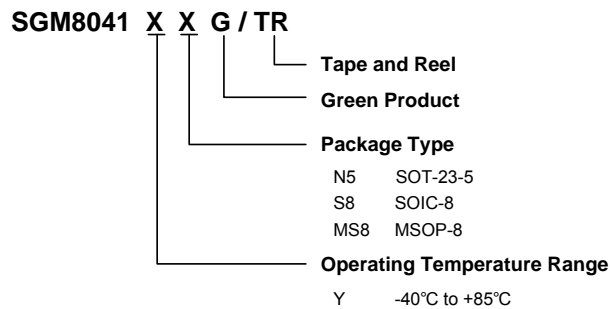 SGM8041 X X G / TR
Tape and Reel
Green Product
Package Type
N5 SOT-23-5
S8 SOIC-8
MS8 MSOP-8
Operating Temperature Range
Y -40℃ to +85℃